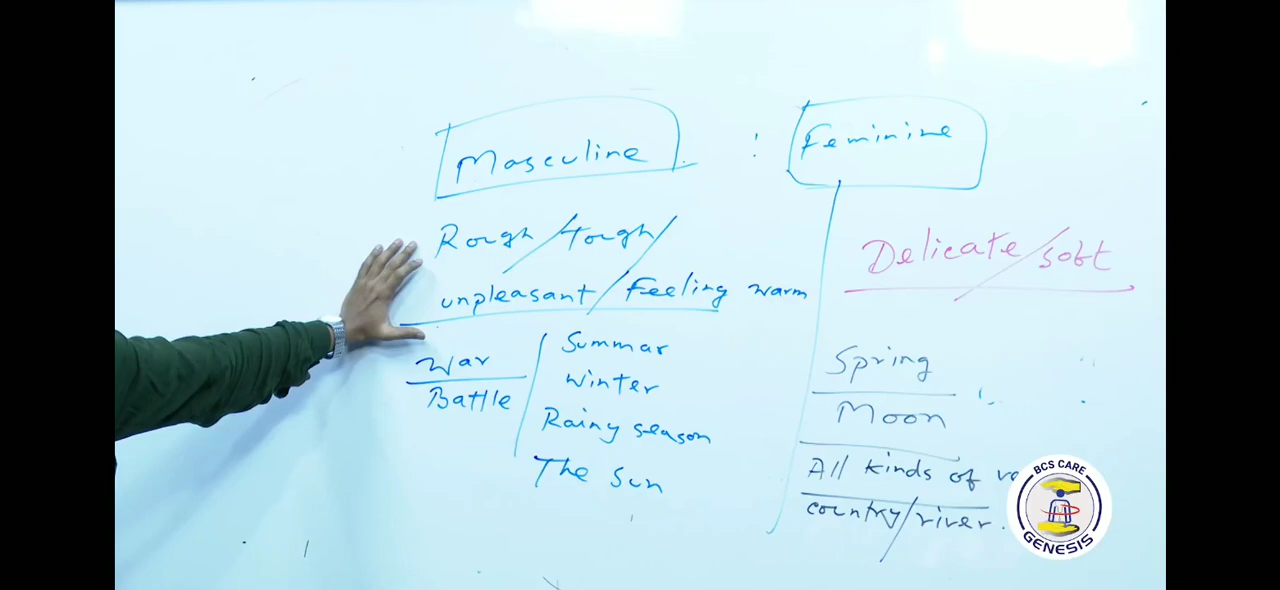 Masculine : Feminine
Rough/tough/
unpleasant/Feeling warm
War
Battle
Summar
Winter
Rainy season
The Sun
Delicate/soft
Spring
Moon
All kinds of
country/river.
BCS CARE
GENESIS